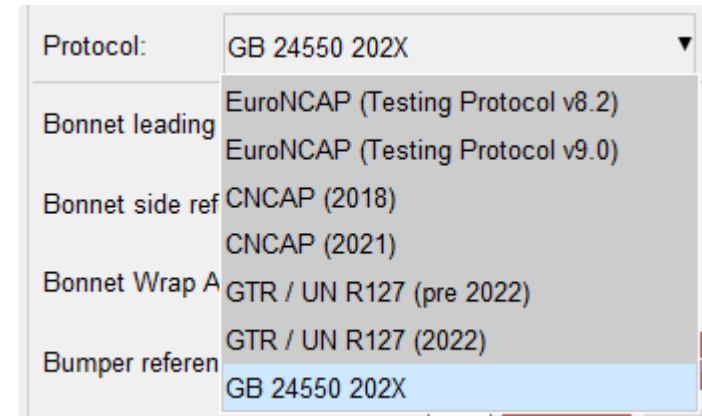 Protocol: GB 24550 202X
EuroNCAP (Testing Protocol v8.2)
Bonnet leading
EuroNCAP (Testing Protocol v9.0)
Bonnet side ref
CNCAP (2018)
CNCAP (2021)
Bonnet Wrap A
GTR / UN R127 (pre 2022)
GTR / UN R127 (2022)
Bumper referen
GB 24550 202X